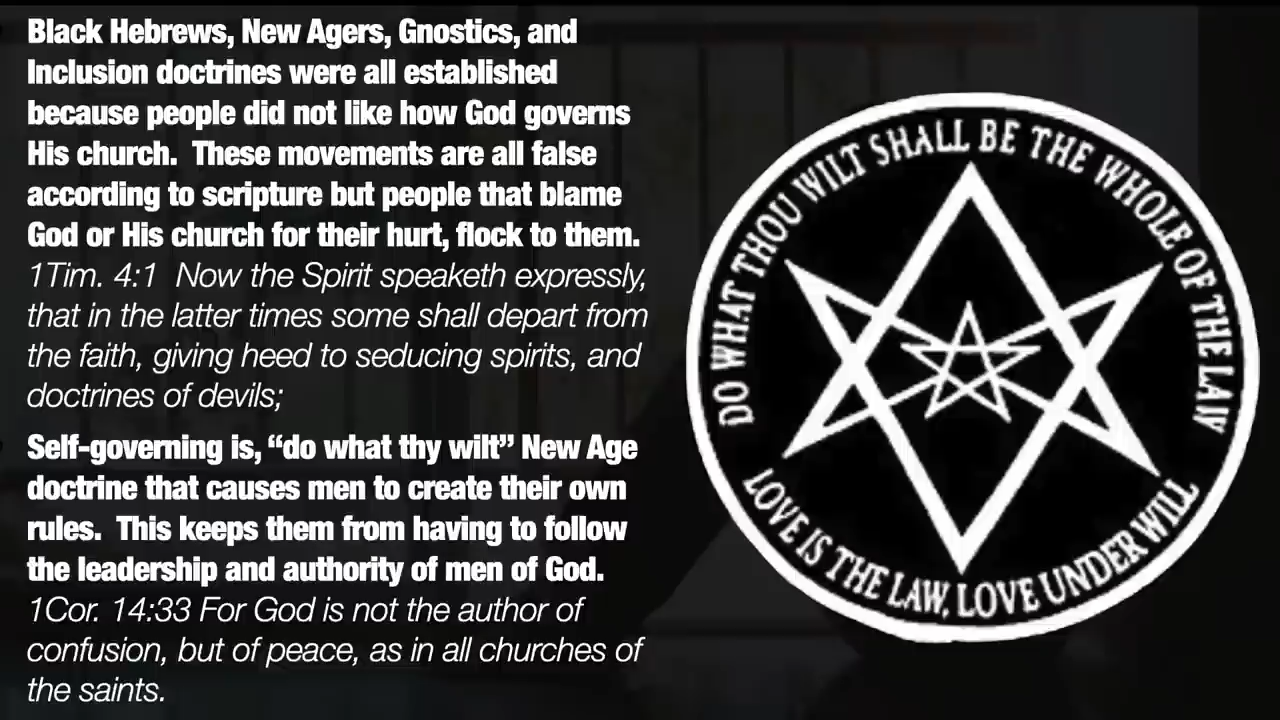 Black Hebrews, New Agers, Gnostics, and
Inclusion doctrines were all established
because people did not like how God governs
His church.  These movements are all false
according to scripture but people that blame
God or His church for their hurt, flock to them.
1Tim. 4:1  Now the Spirit speaketh expressly,
that in the latter times some shall depart from
the faith, giving heed to seducing spirits, and
doctrines of devils;
Self-governing is, “do what thy wilt” New Age
doctrine that causes men to create their own
rules.  This keeps them from having to follow
the leadership and authority of men of God.
1Cor. 14:33 For God is not the author of
confusion, but of peace, as in all churches of
the saints.
DO WHAT THOU WILT SHALL BE THE WHOLE OF THE LAW
LOVE IS THE LAW, LOVE UNDER WILL